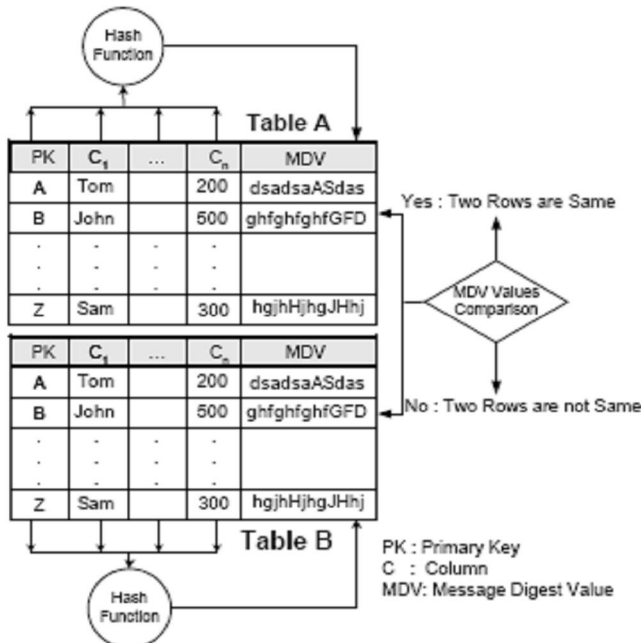 Hash
Function
Table A
PK C₁ ... Cₙ MDV
A Tom 200 dsadsaASdas
B John 500 ghfghfghfGFD
. . . .
. . . .
. . . .
Z Sam 300 hgjhHjhgJHhj
PK C₁ ... Cₙ MDV
A Tom 200 dsadsaASdas
B John 500 ghfghfghfGFD
. . . .
. . . .
. . . .
Z Sam 300 hgjhHjhgJHhj
Table B
Hash
Function
Yes : Two Rows are Same
MDV Values
Comparison
No : Two Rows are not Same
PK : Primary Key
C : Column
MDV: Message Digest Value